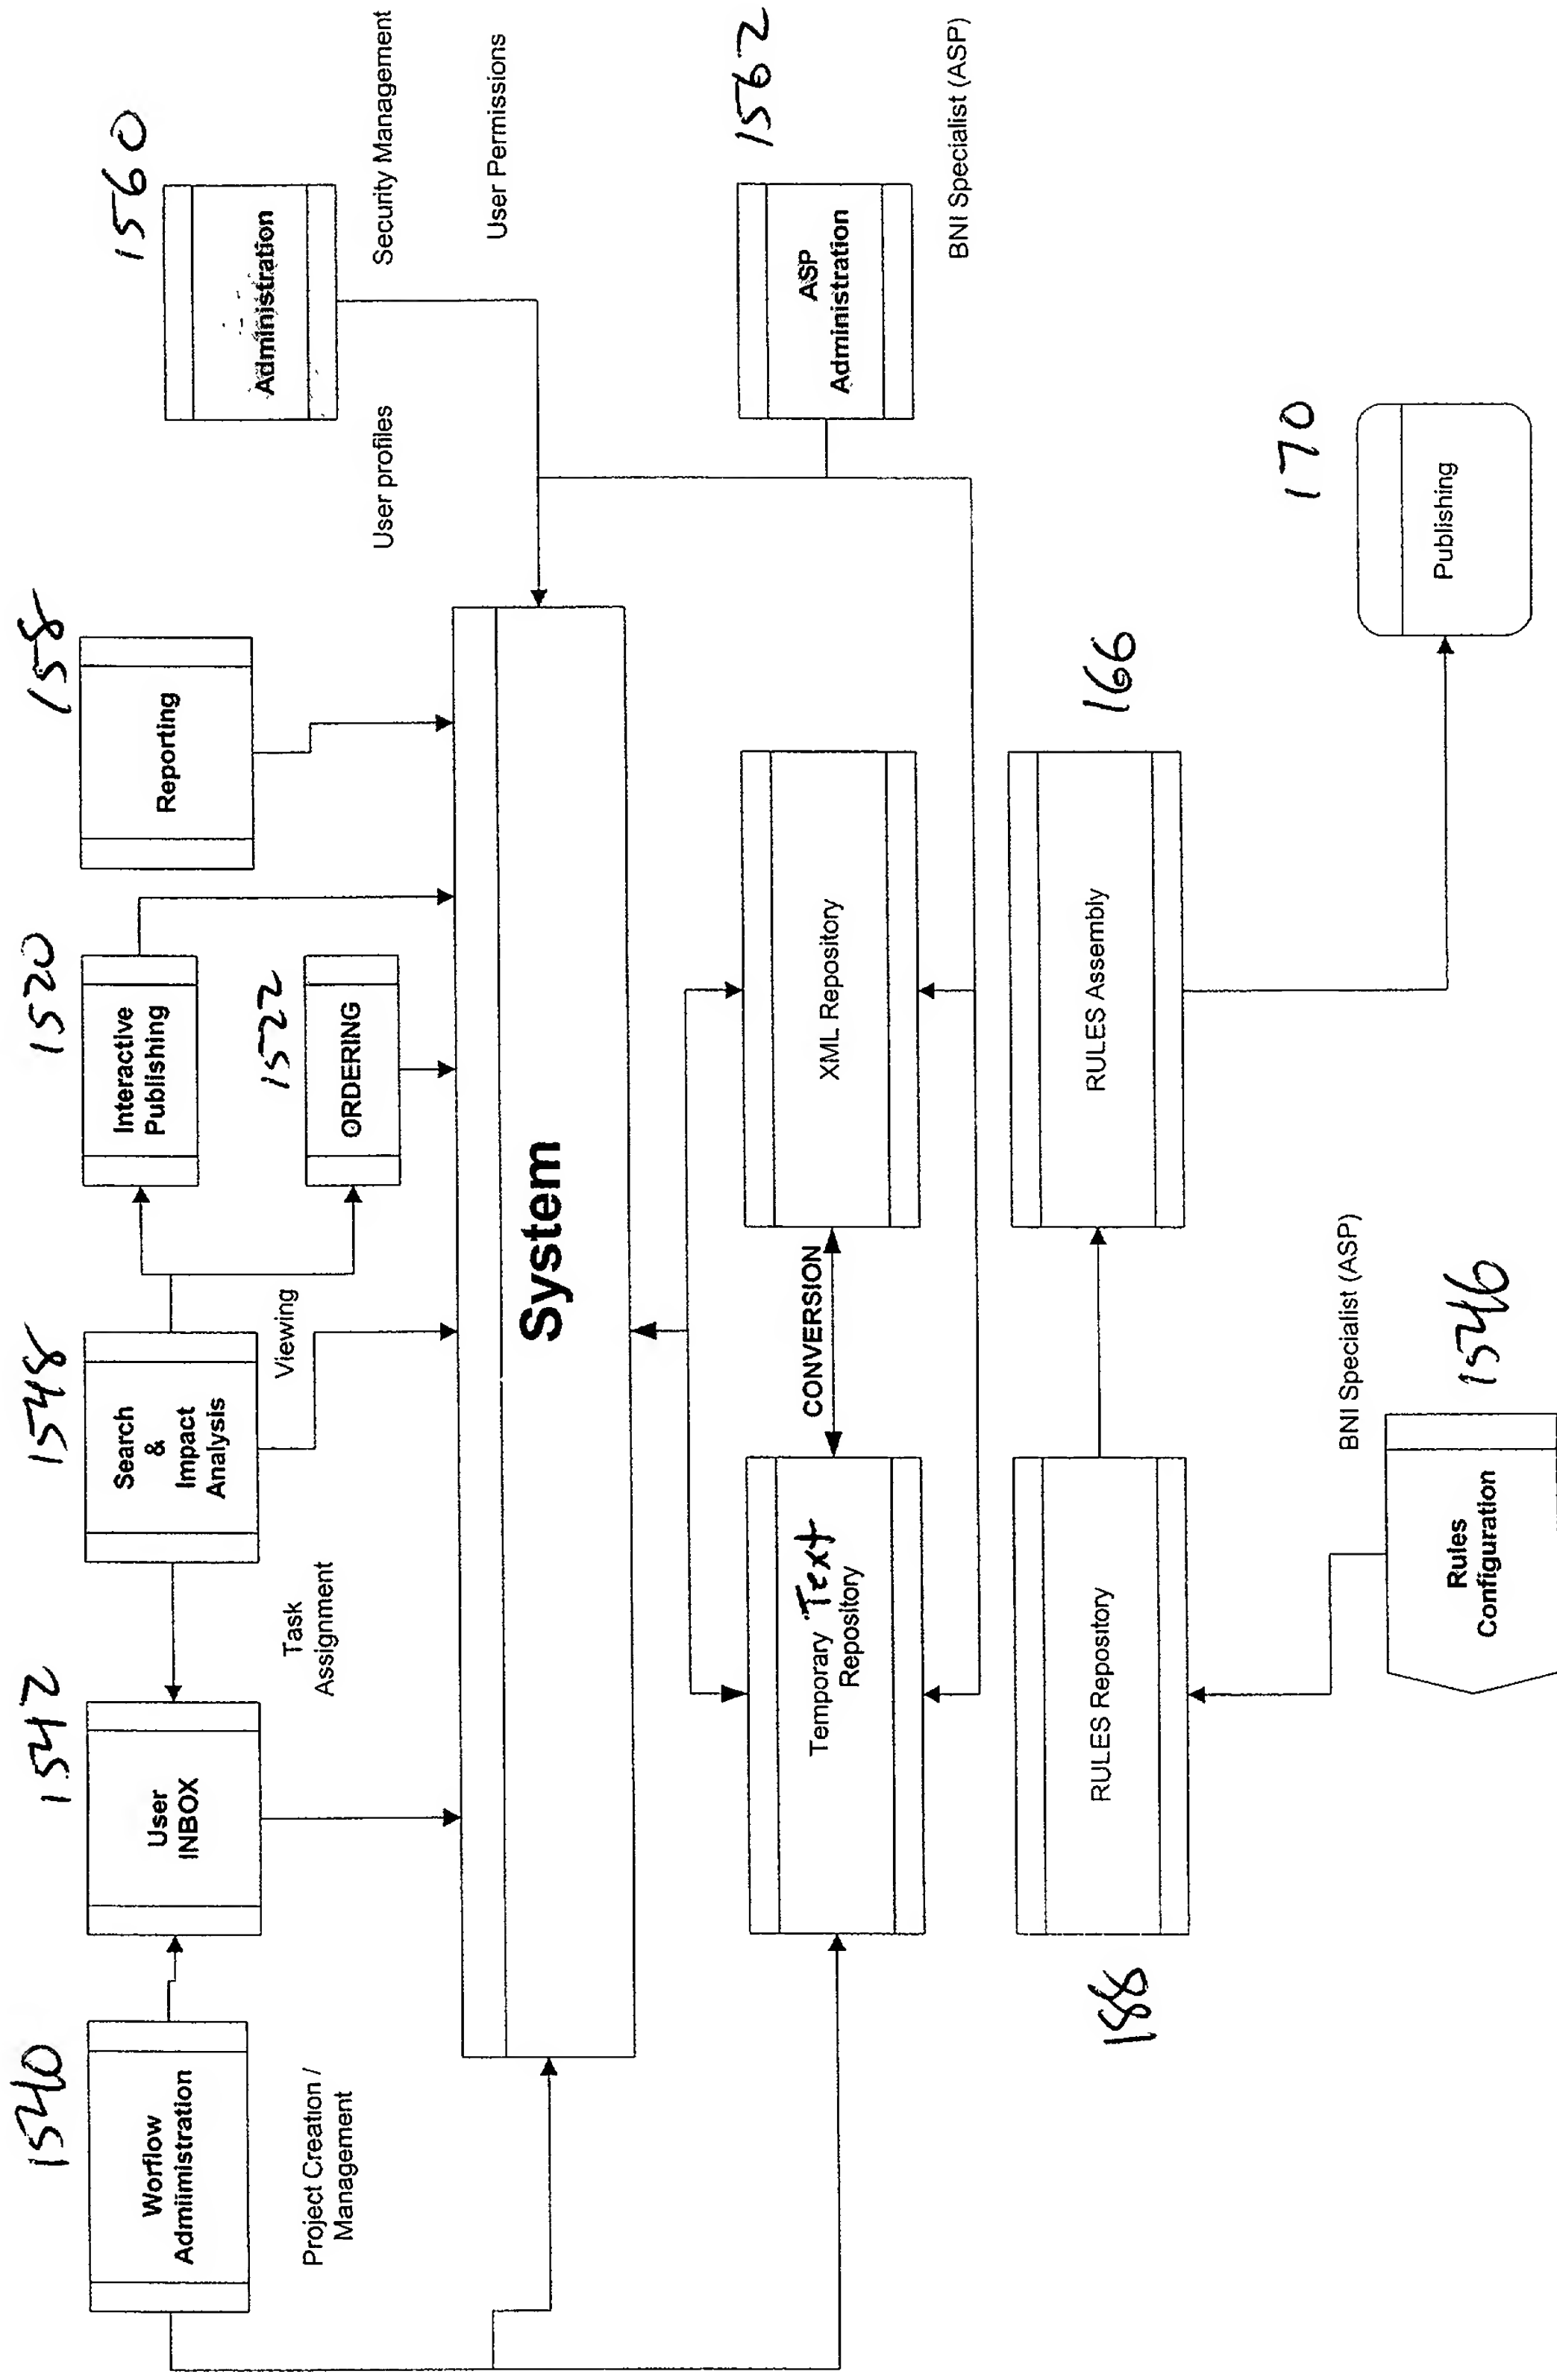 1540
Worflow
Admiimistration
Project Creation /
Management
1542
User
INBOX
Task
Assignment
1548
Search
&
Impact
Analysis
Viewing
1520
Interactive
Publishing
1522
ORDERING
158
Reporting
1560
Administration
User profiles
Security Management
User Permissions
System
1562
ASP
Administration
BNI Specialist (ASP)
Temporary Text
Repository
CONVERSION
XML Repository
188
RULES Repository
RULES Assembly
166
BNI Specialist (ASP)
Rules
Configuration
1546
170
Publishing